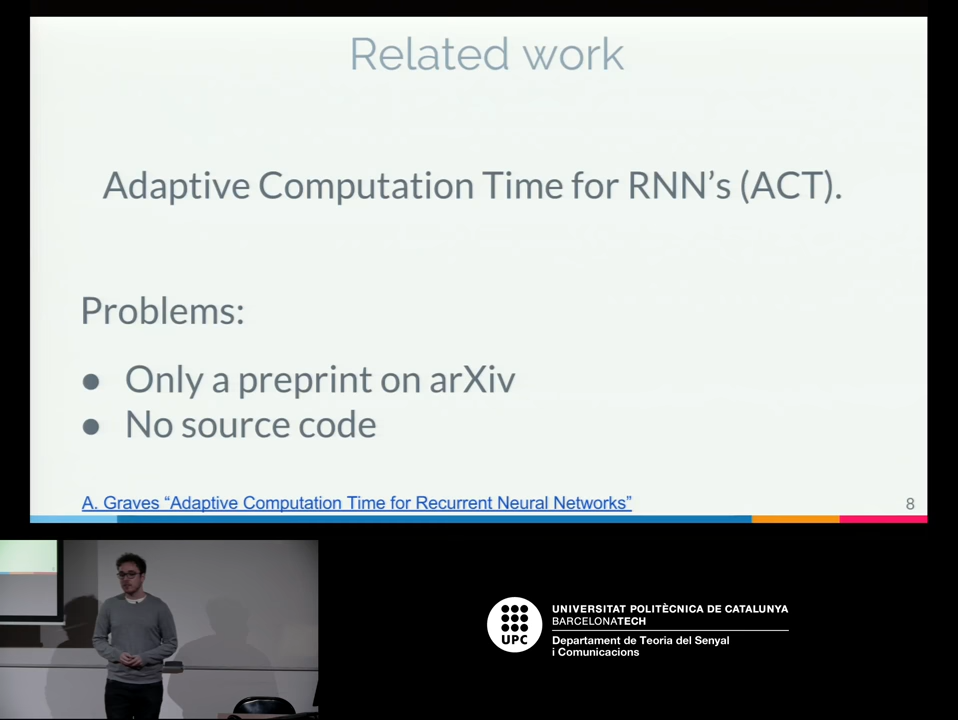 Related work
Adaptive Computation Time for RNN’s (ACT).
Problems:
● Only a preprint on arXiv
● No source code
A. Graves “Adaptive Computation Time for Recurrent Neural Networks”
8
UPC
UNIVERSITAT POLITÈCNICA DE CATALUNYA
BARCELONATECH
Departament de Teoria del Senyal
i Comunicacions